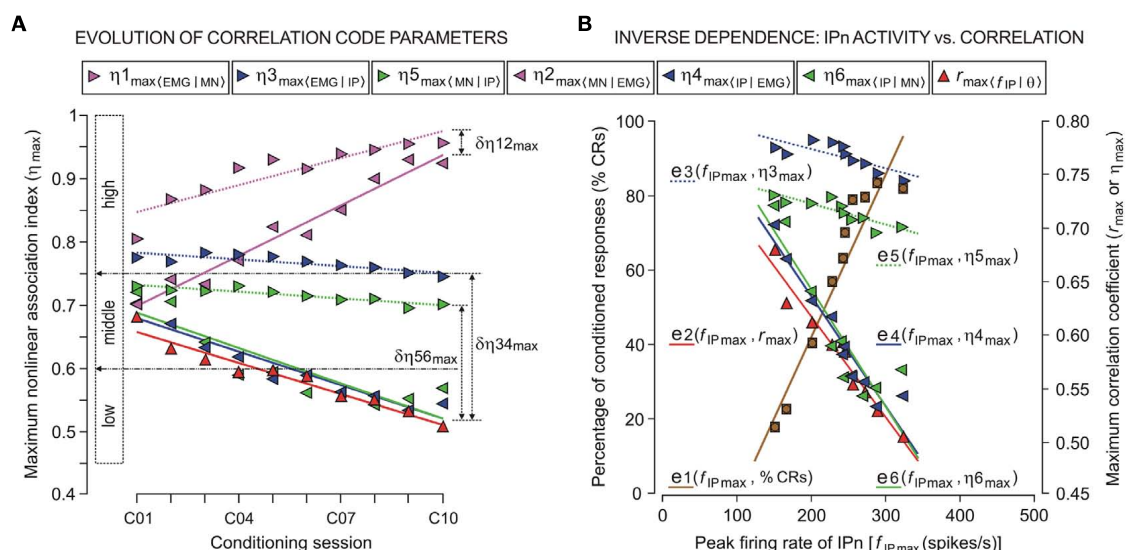 A
B
EVOLUTION OF CORRELATION CODE PARAMETERS
INVERSE DEPENDENCE: IPn ACTIVITY vs. CORRELATION
η1max⟨EMG | MN⟩
η3max⟨EMG | IP⟩
η5max⟨MN | IP⟩
η2max⟨MN | EMG⟩
η4max⟨IP | EMG⟩
η6max⟨IP | MN⟩
rmax⟨fIP | θ⟩
Maximum nonlinear association index (η max)
1
0.9
0.8
0.7
0.6
0.5
0.4
high
middle
low
δη12max
δη34max
δη56max
C01
C04
C07
C10
Conditioning session
Percentage of conditioned responses (% CRs)
100
80
60
40
20
0
e3(fIPmax , η3max)
e5(fIPmax , η5max)
e2(fIPmax , rmax)
e4(fIPmax , η4max)
e1(fIPmax , % CRs)
e6(fIPmax , η6max)
0.80
0.75
0.70
0.65
0.60
0.55
0.50
0.45
Maximum correlation coefficient (rmax or ηmax)
0
100
200
300
400
500
Peak firing rate of IPn [fIPmax (spikes/s)]